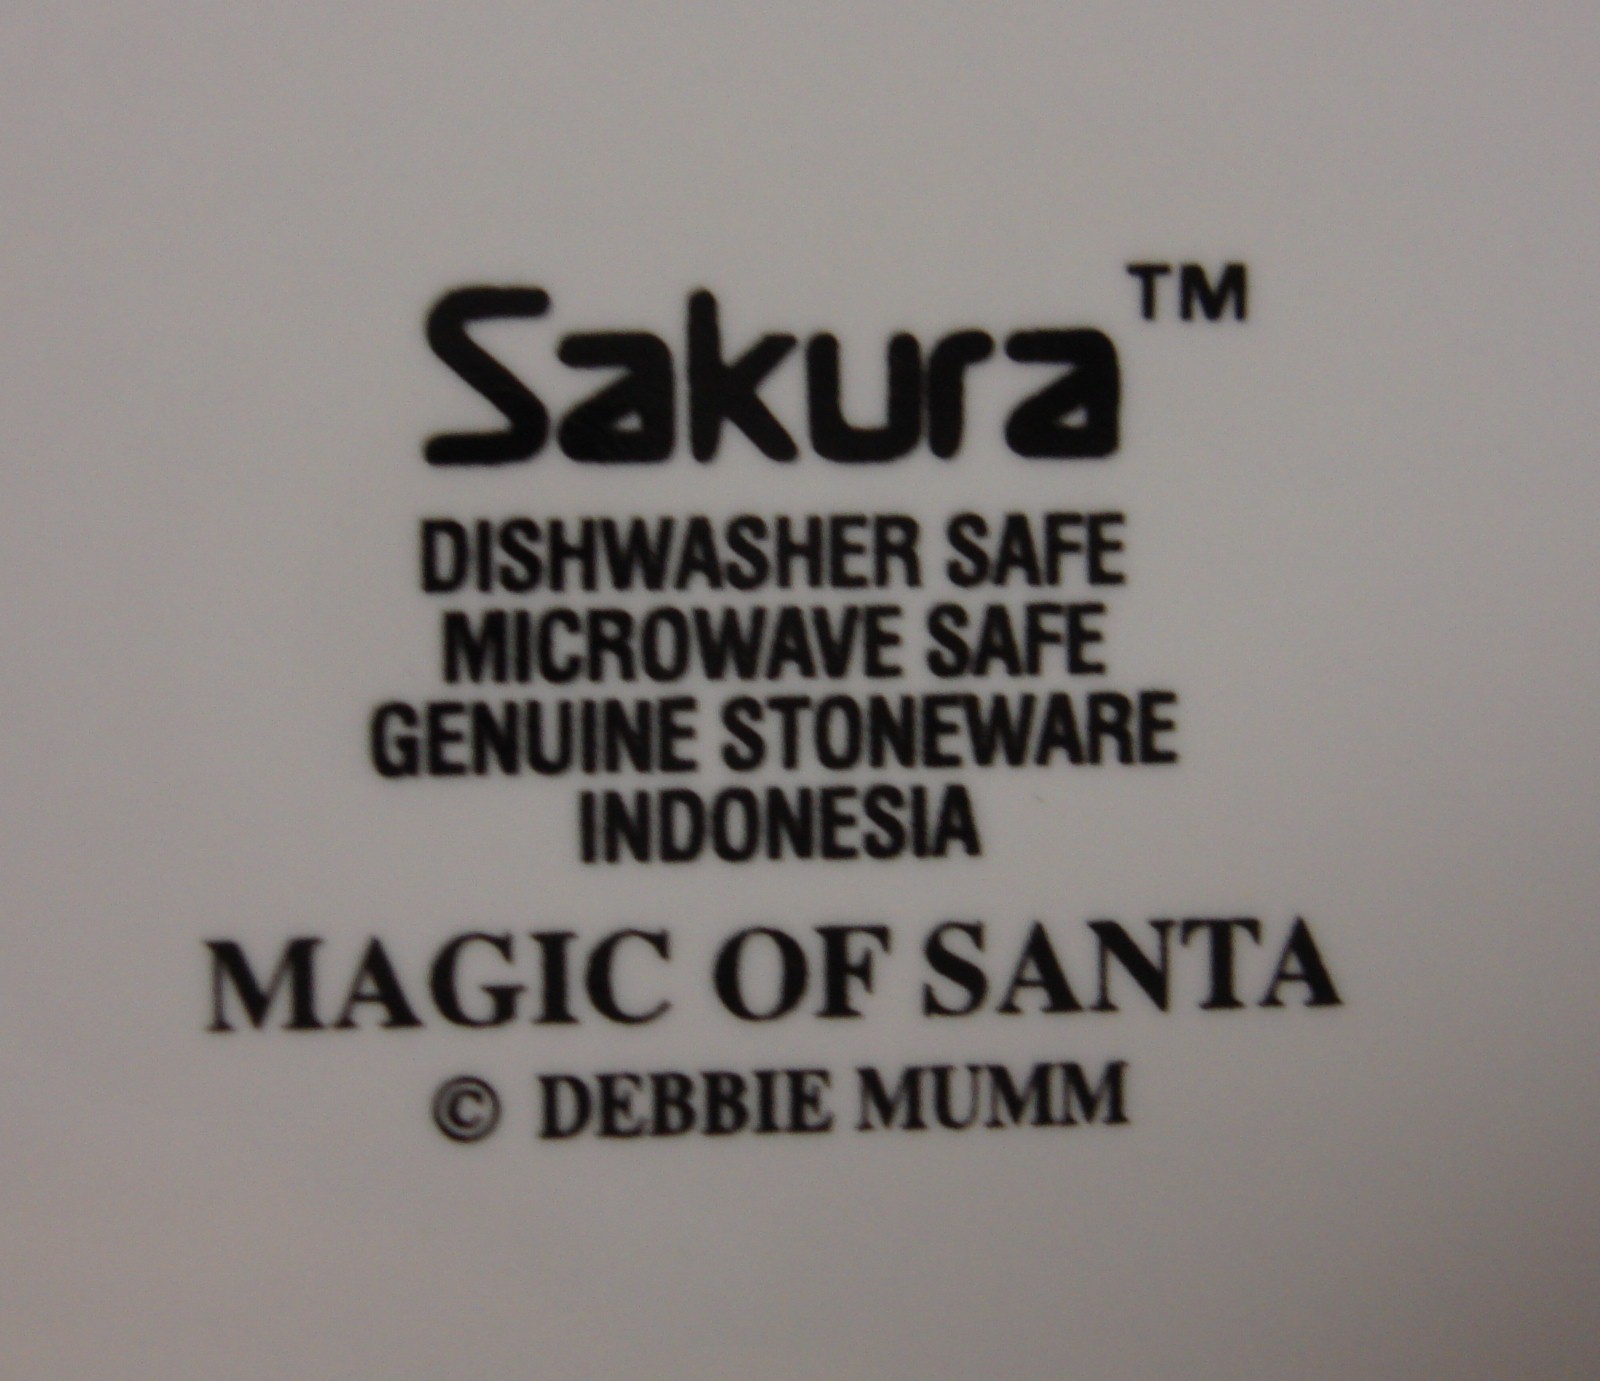 Sakura™
DISHWASHER SAFE
MICROWAVE SAFE
GENUINE STONEWARE
INDONESIA
MAGIC OF SANTA
© DEBBIE MUMM